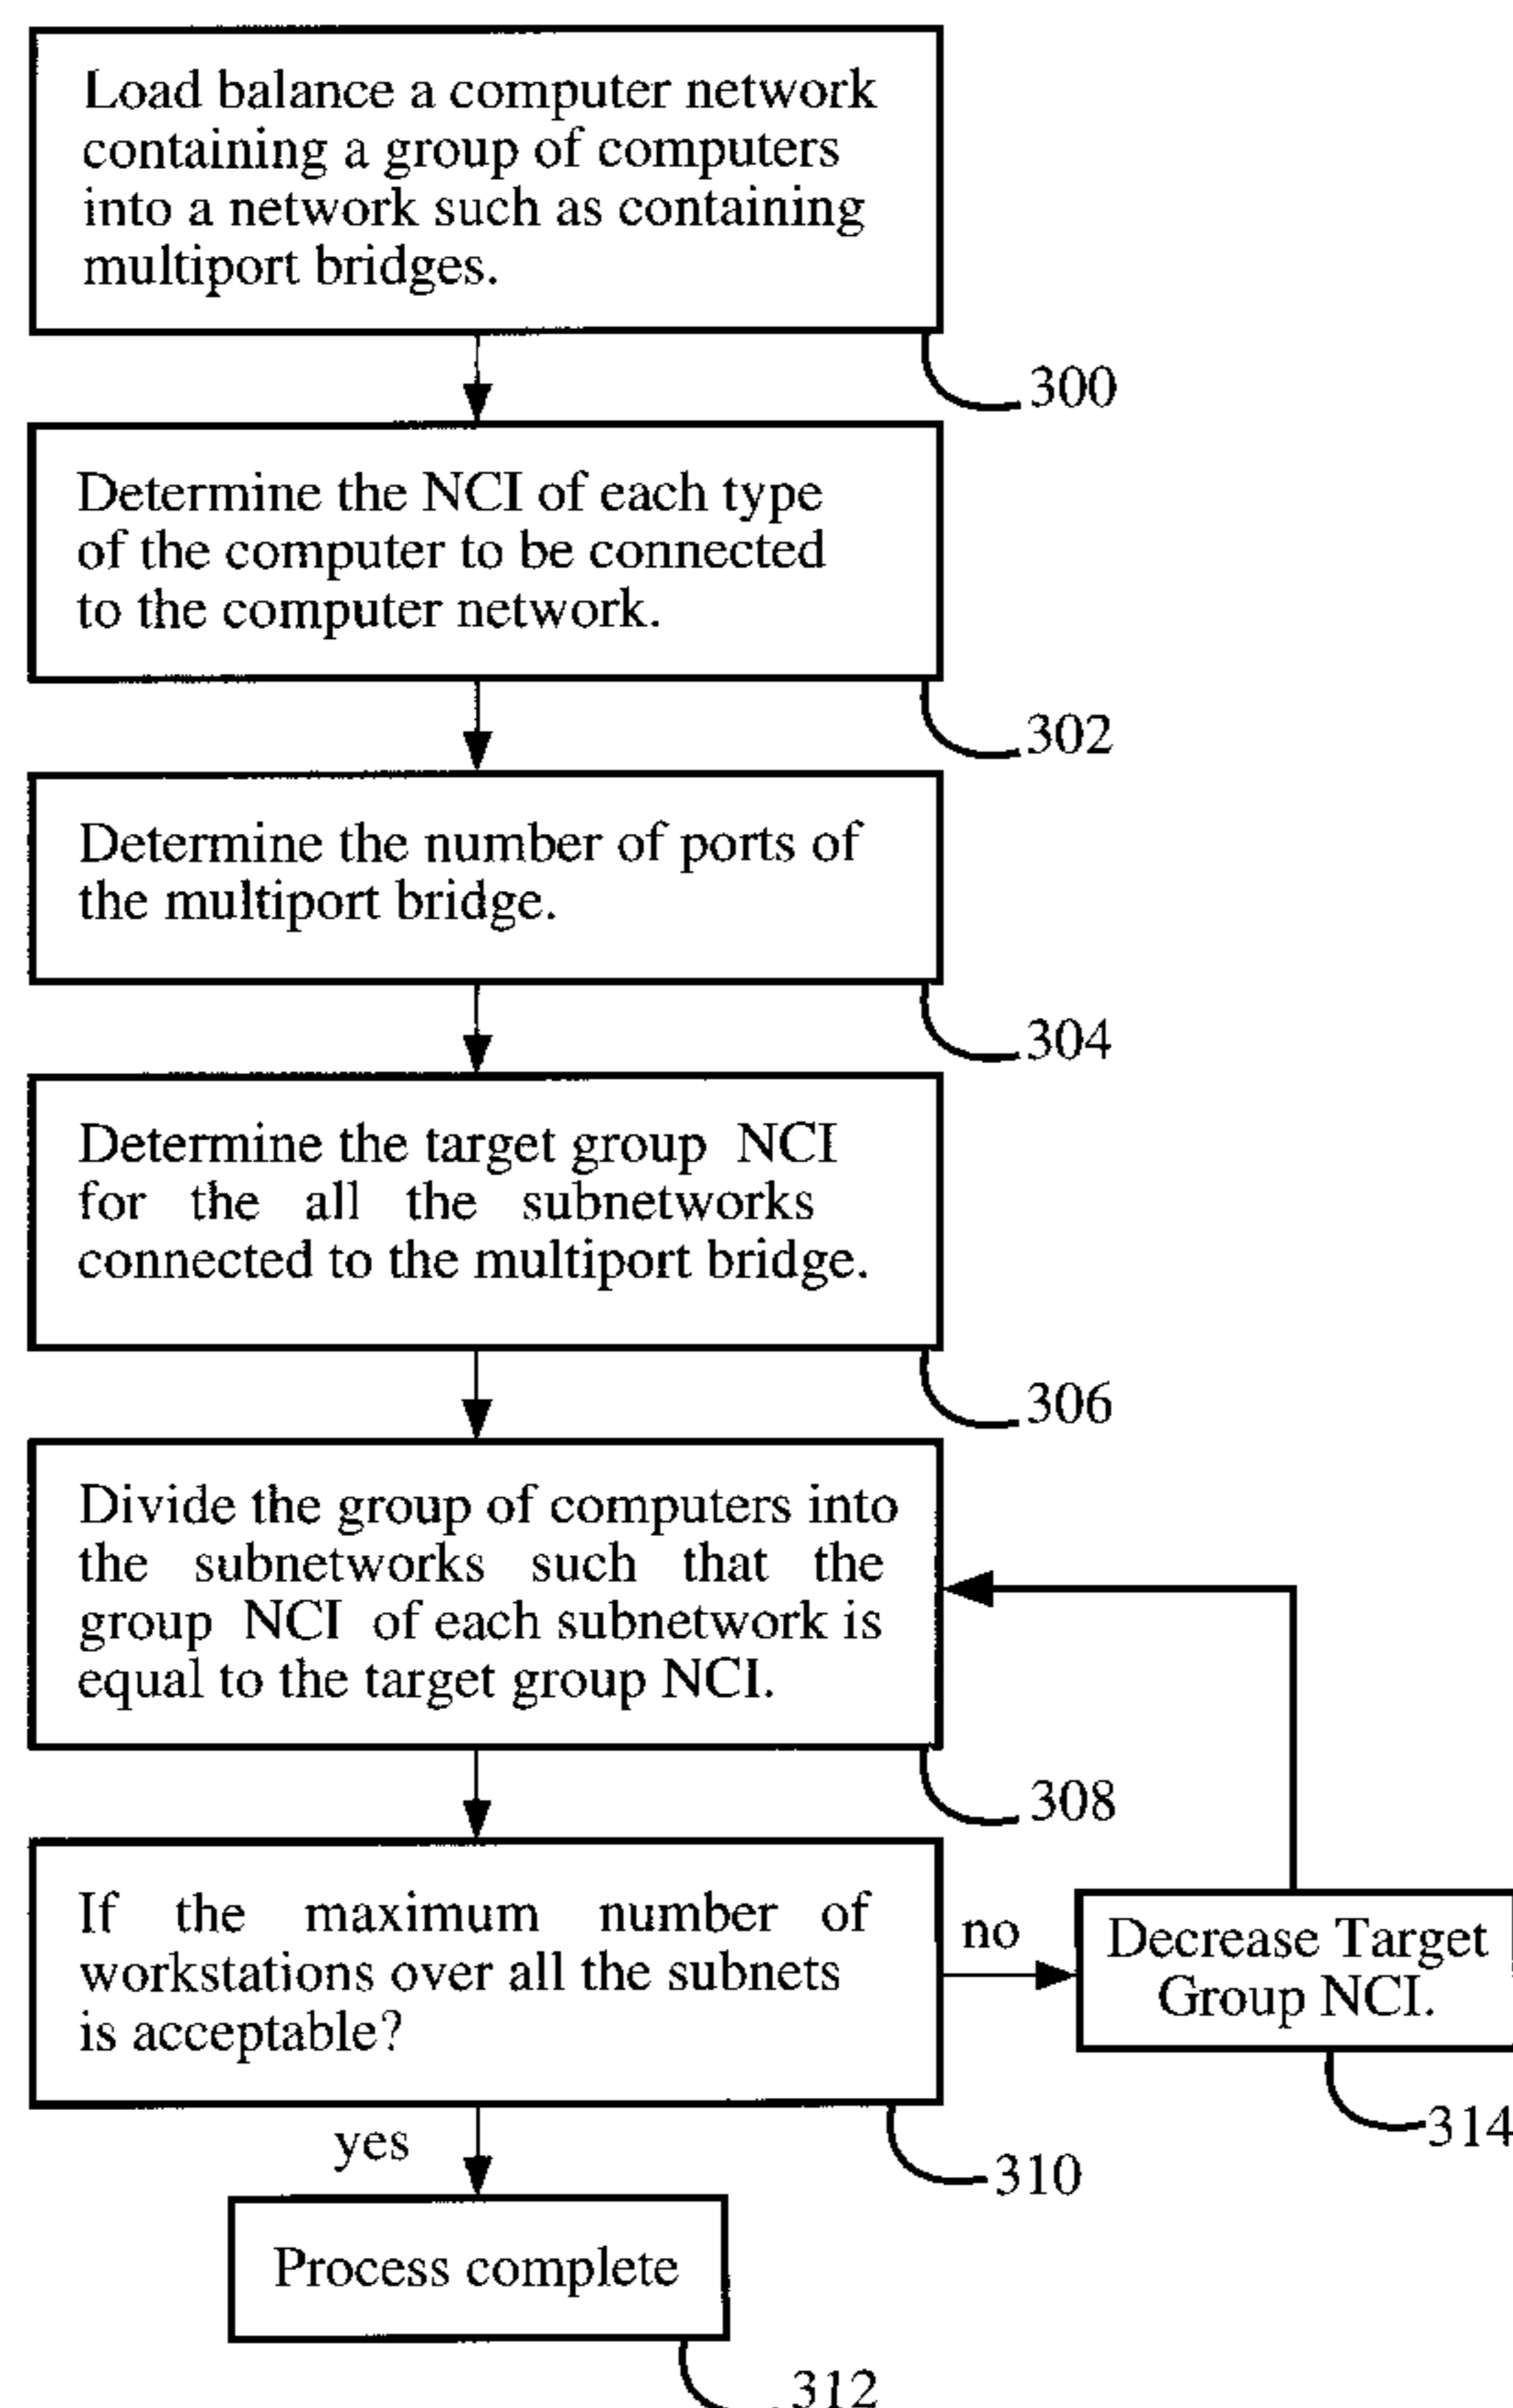 Load balance a computer network
containing a group of computers
into a network such as containing
multiport bridges.
300
Determine the NCI of each type
of the computer to be connected
to the computer network.
302
Determine the number of ports of
the multiport bridge.
304
Determine the target group NCI
for the all the subnetworks
connected to the multiport bridge.
306
Divide the group of computers into
the subnetworks such that the
group NCI of each subnetwork is
equal to the target group NCI.
308
If the maximum number of
workstations over all the subnets
is acceptable?
310
no
Decrease Target
Group NCI.
314
yes
Process complete
312